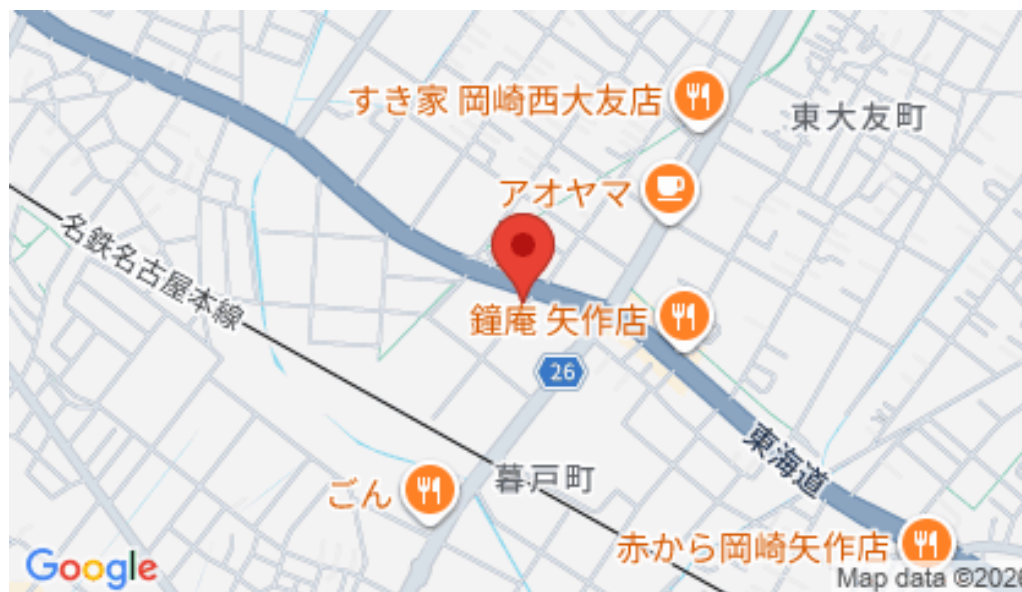 すき家 岡崎西大友店
東大友町
アオヤマ
名鉄名古屋本線
鐘庵 矢作店
26
東海道
暮戸町
ごん
赤から岡崎矢作店
Google
Map data ©2026